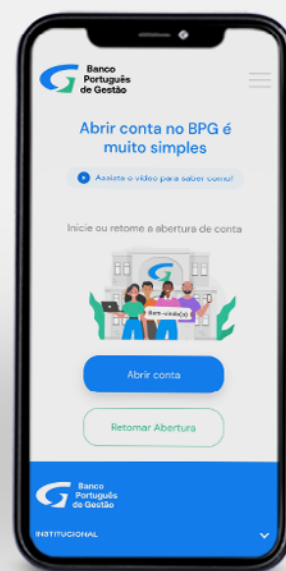 Banco
Português
de Gestão
Abrir conta no BPG é
muito simples
Assista o vídeo para saber como!
Inicie ou retome a abertura de conta
Bem-vindo(a)
Abrir conta
Retomar Abertura
Banco
Português
de Gestão
INSTITUCIONAL